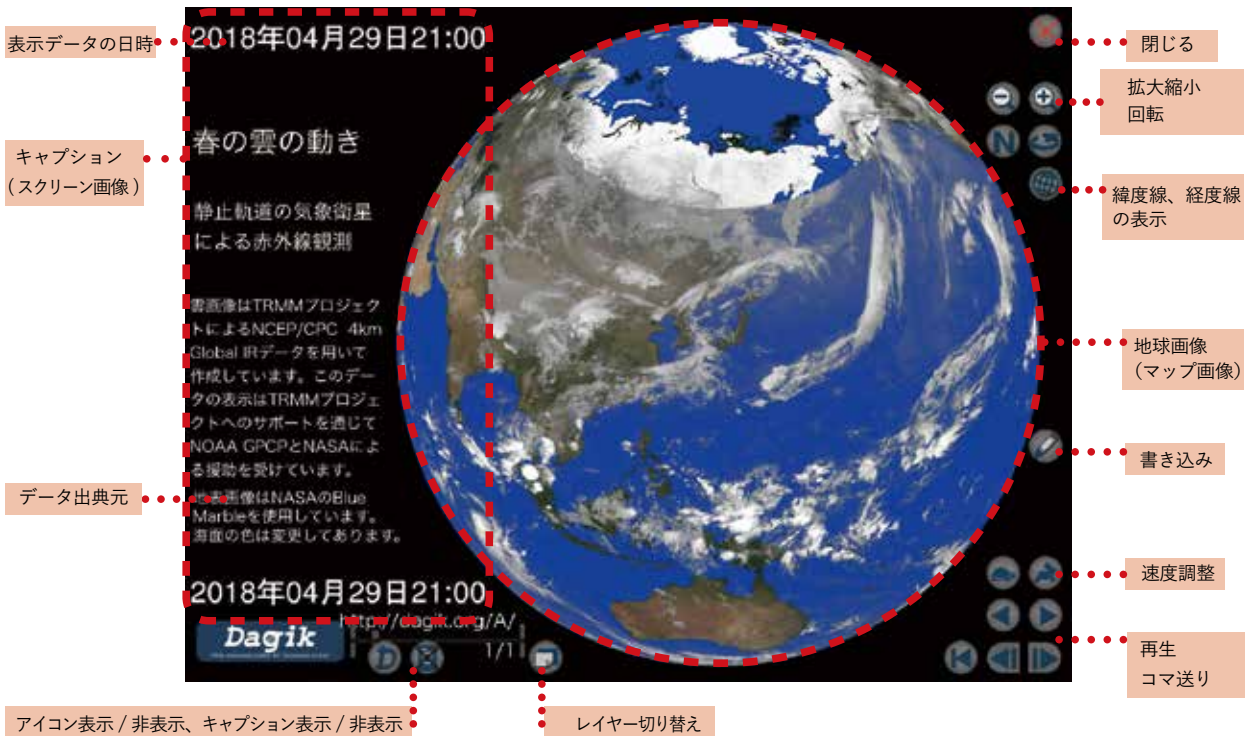 表示データの日時
キャプション
(スクリーン画像)
データ出典元
2018年04月29日21:00
春の雲の動き
静止軌道の気象衛星
による赤外線観測
雲画像はTRMMプロジェク
トによるNCEP/CPC 4km
Global IRデータを用いて
作成しています。このデー
タの表示はTRMMプロジェ
クトへのサポートを通じて
NOAA GPCPとNASAによ
る援助を受けています。
地表画像はNASAのBlue
Marbleを使用しています。
海面の色は変更してあります。
2018年04月29日21:00
http://dagik.org/A/
Dagik
1/1
D
N
閉じる
拡大縮小
回転
緯度線、経度線
の表示
地球画像
(マップ画像)
書き込み
速度調整
再生
コマ送り
アイコン表示 / 非表示、キャプション表示 / 非表示
レイヤー切り替え